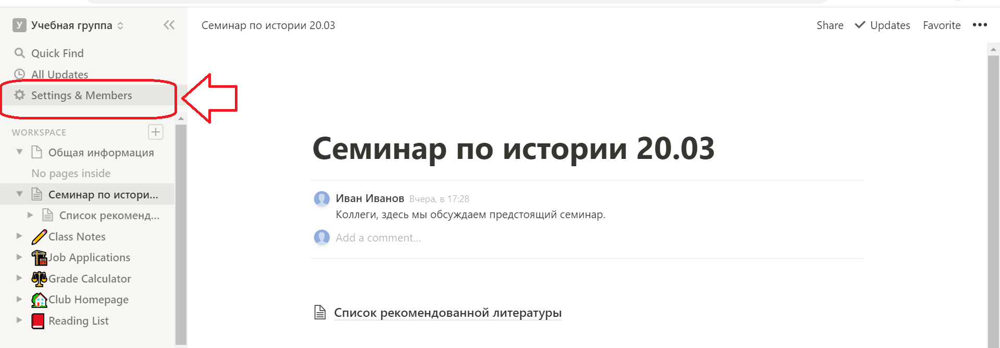 У Учебная группа
Quick Find
All Updates
Settings & Members
WORKSPACE
Общая информация
No pages inside
Семинар по истори...
Список рекоменд...
Class Notes
Job Applications
Grade Calculator
Club Homepage
Reading List
Семинар по истории 20.03
Share Updates Favorite
Семинар по истории 20.03
Иван Иванов Вчера, в 17:28
Коллеги, здесь мы обсуждаем предстоящий семинар.
Add a comment...
Список рекомендованной литературы